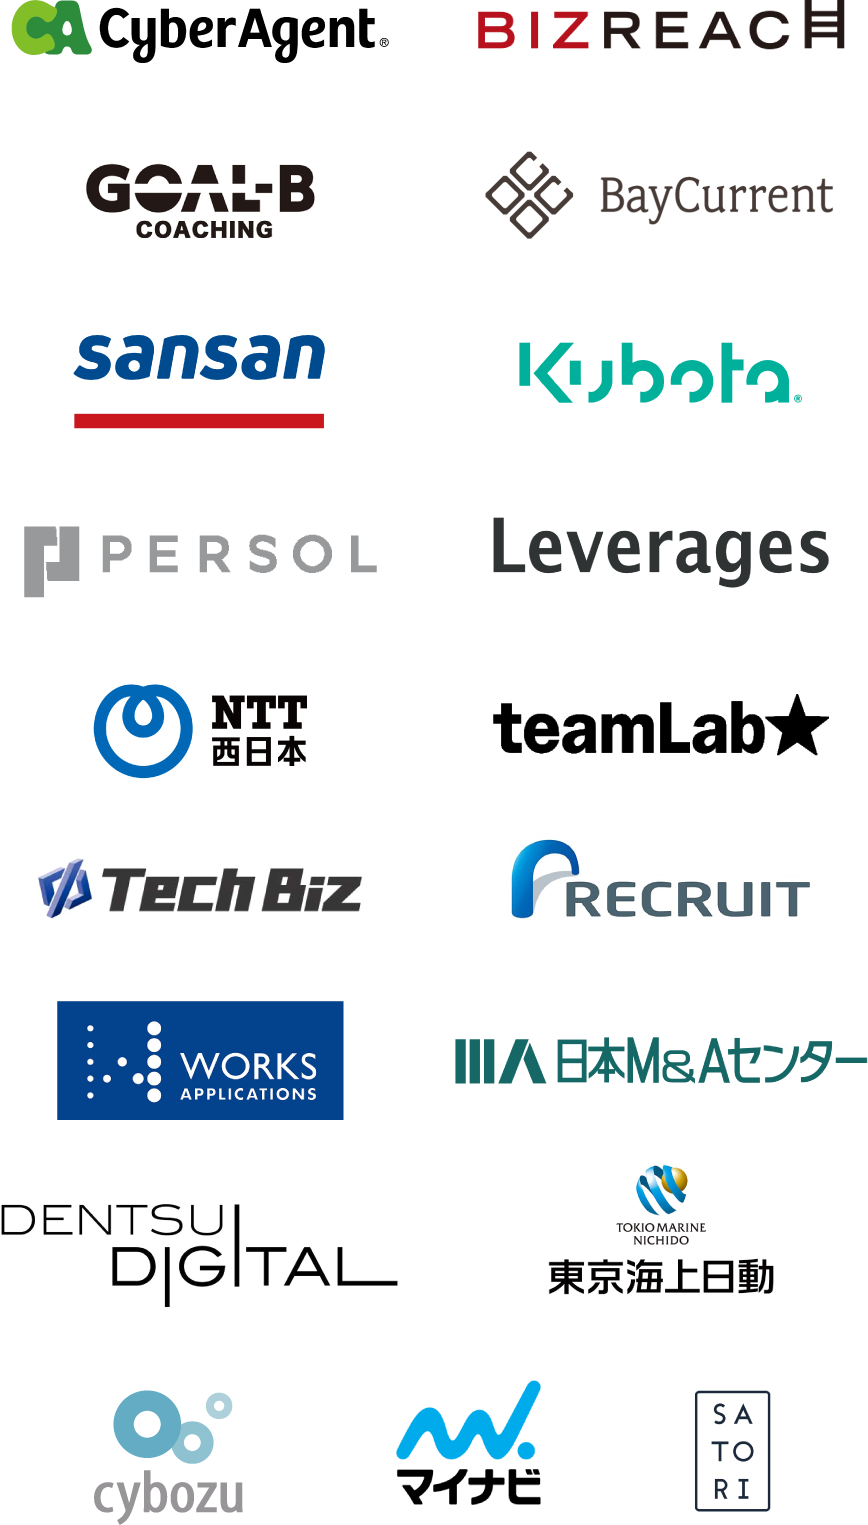 CA CyberAgent®
BIZREACH
GOAL-B
COACHING
BayCurrent
sansan
Kubota®
PERSOL
Leverages
NTT
西日本
teamLab★
Tech Biz
RECRUIT
WORKS
APPLICATIONS
日本M&Aセンター
DENTSU
DIGITAL
TOKIO MARINE
NICHIDO
東京海上日動
cybozu
マイナビ
SA
TO
RI